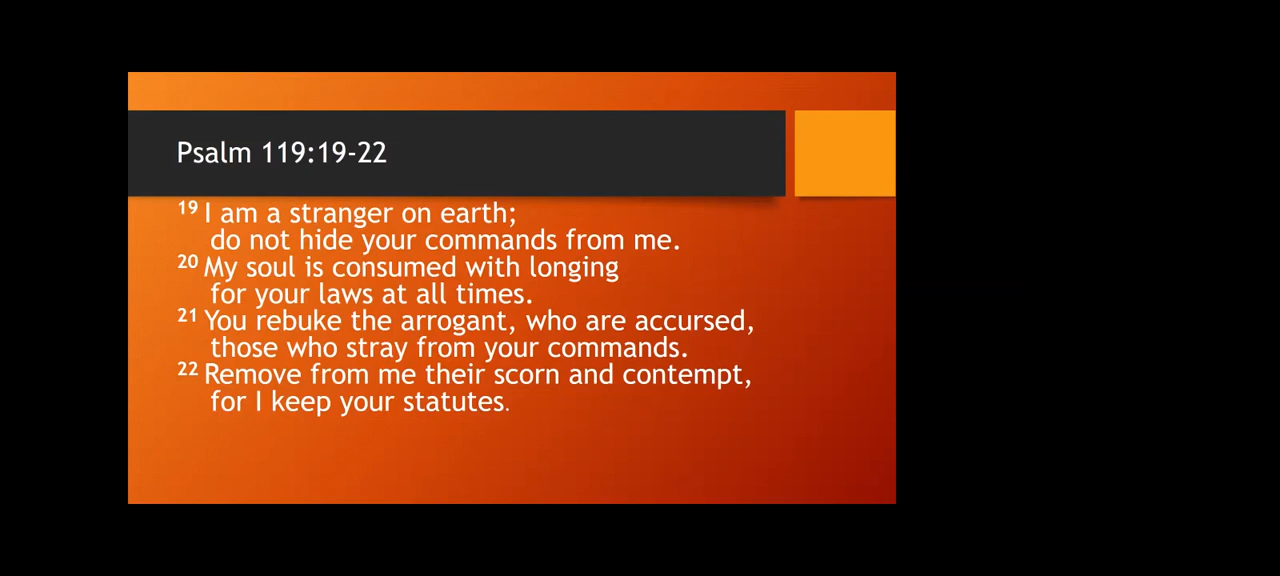 Psalm 119:19-22
19 I am a stranger on earth;
do not hide your commands from me.
20 My soul is consumed with longing
for your laws at all times.
21 You rebuke the arrogant, who are accursed,
those who stray from your commands.
22 Remove from me their scorn and contempt,
for I keep your statutes.